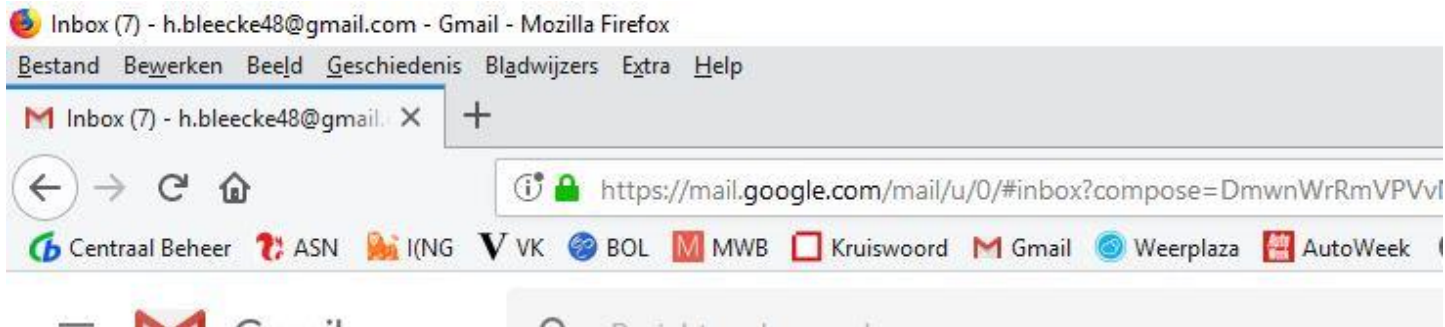 Inbox (7) - h.bleecke48@gmail.com - Gmail - Mozilla Firefox
Bestand Bewerken Beeld Geschiedenis Bladwijzers Extra Help
Inbox (7) - h.bleecke48@gmail.
https://mail.google.com/mail/u/0/#inbox?compose=DmwnWrRmVPVv
Centraal Beheer ASN I(NG V VK BOL MWB Kruiswoord Gmail Weerplaza AutoWeek